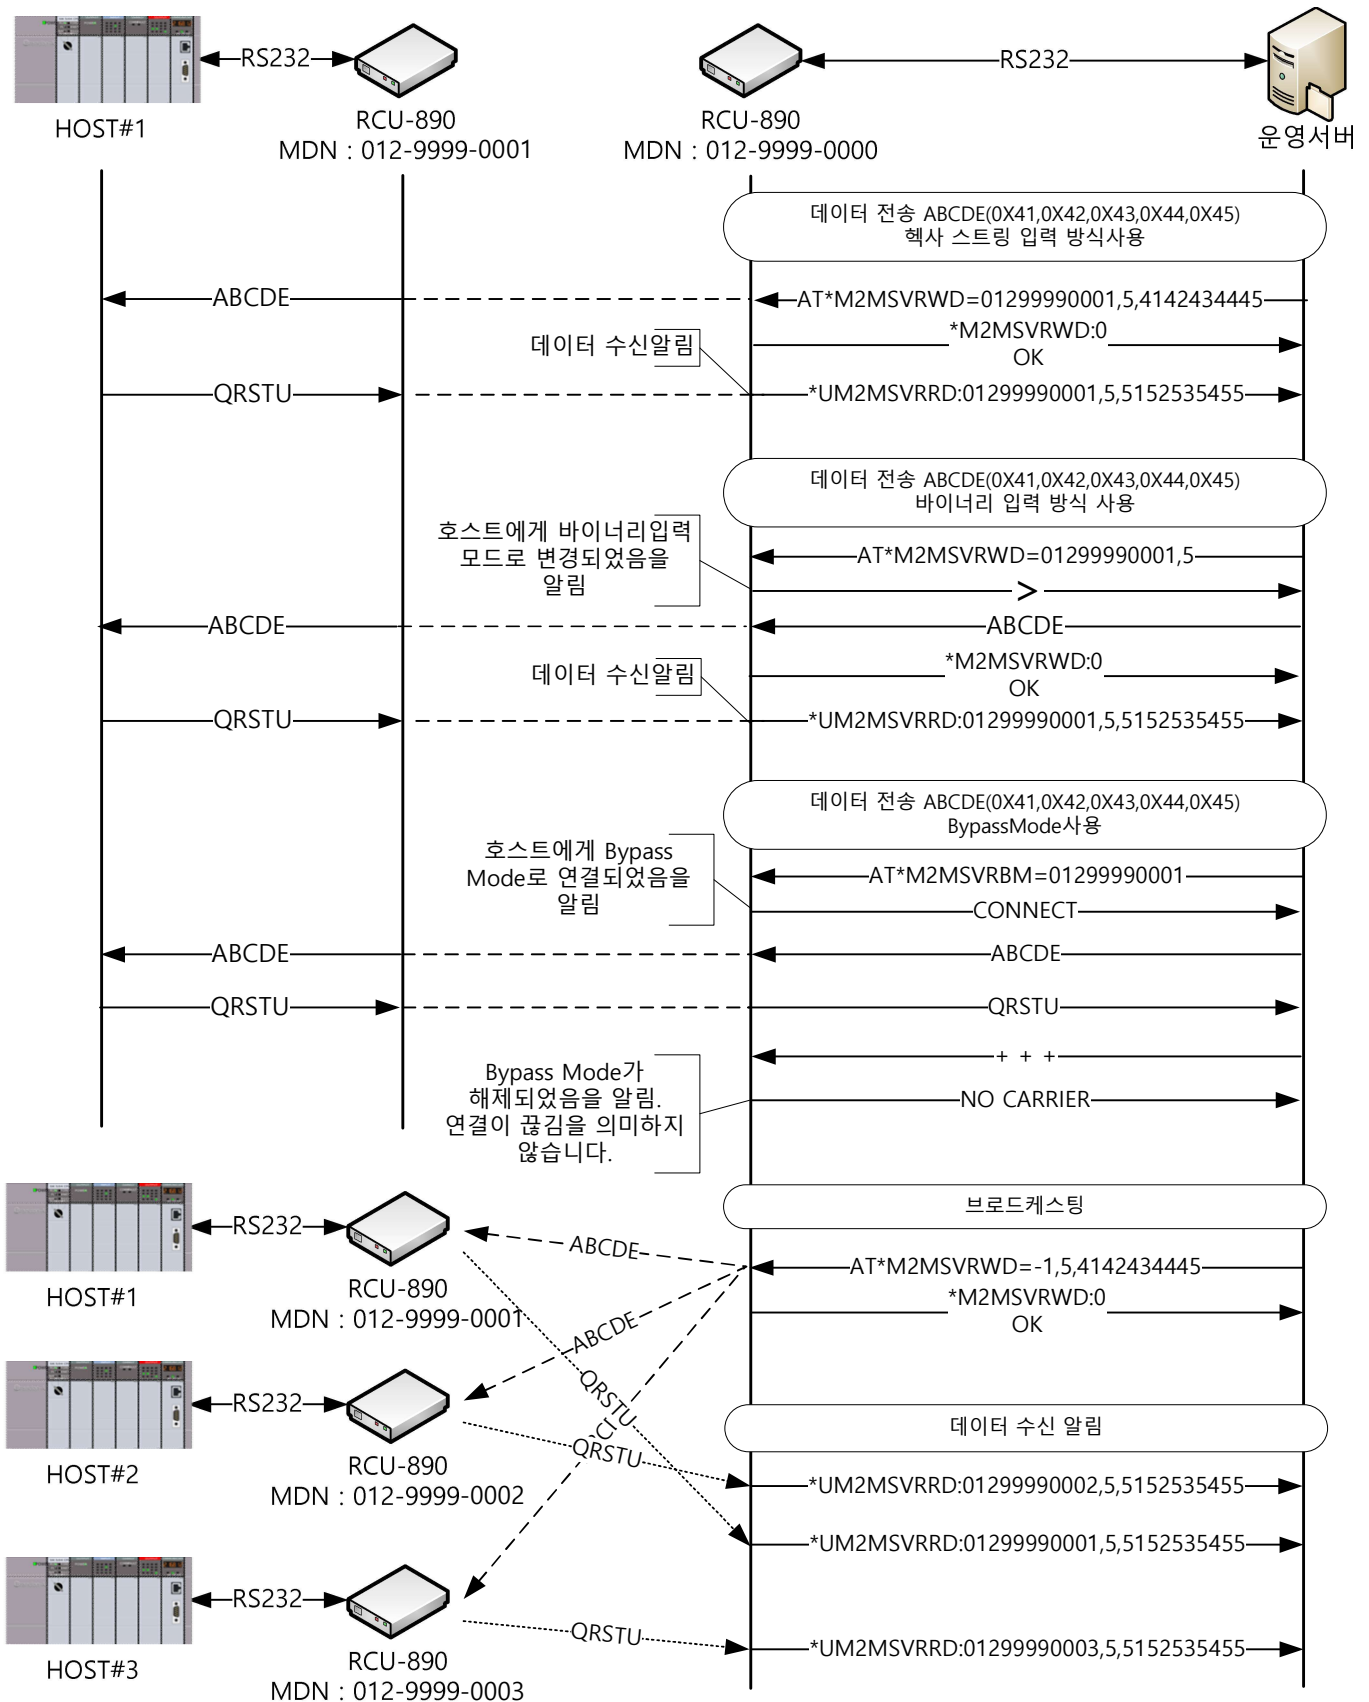 RS232
RS232
HOST#1
RCU-890
MDN : 012-9999-0001
RCU-890
MDN : 012-9999-0000
운영서버
데이터 전송 ABCDE(0X41,0X42,0X43,0X44,0X45)
헥사 스트링 입력 방식사용
ABCDE
AT*M2MSVRWD=01299990001,5,4142434445
데이터 수신알림
*M2MSVRWD:0
OK
QRSTU
*UM2MSVRRD:01299990001,5,5152535455
데이터 전송 ABCDE(0X41,0X42,0X43,0X44,0X45)
바이너리 입력 방식 사용
호스트에게 바이너리입력
모드로 변경되었음을
알림
AT*M2MSVRWD=01299990001,5
>
ABCDE
ABCDE
데이터 수신알림
*M2MSVRWD:0
OK
QRSTU
*UM2MSVRRD:01299990001,5,5152535455
데이터 전송 ABCDE(0X41,0X42,0X43,0X44,0X45)
BypassMode사용
호스트에게 Bypass
Mode로 연결되었음을
알림
AT*M2MSVRBM=01299990001
CONNECT
ABCDE
ABCDE
QRSTU
QRSTU
+ + +
Bypass Mode가
해제되었음을 알림.
연결이 끊김을 의미하지
않습니다.
NO CARRIER
브로드케스팅
RS232
HOST#1
RCU-890
MDN : 012-9999-0001
ABCDE
AT*M2MSVRWD=-1,5,4142434445
*M2MSVRWD:0
OK
ABCDE
QRSTU
RS232
HOST#2
RCU-890
MDN : 012-9999-0002
QRSTU
데이터 수신 알림
*UM2MSVRRD:01299990002,5,5152535455
*UM2MSVRRD:01299990001,5,5152535455
RS232
HOST#3
RCU-890
MDN : 012-9999-0003
QRSTU
*UM2MSVRRD:01299990003,5,5152535455